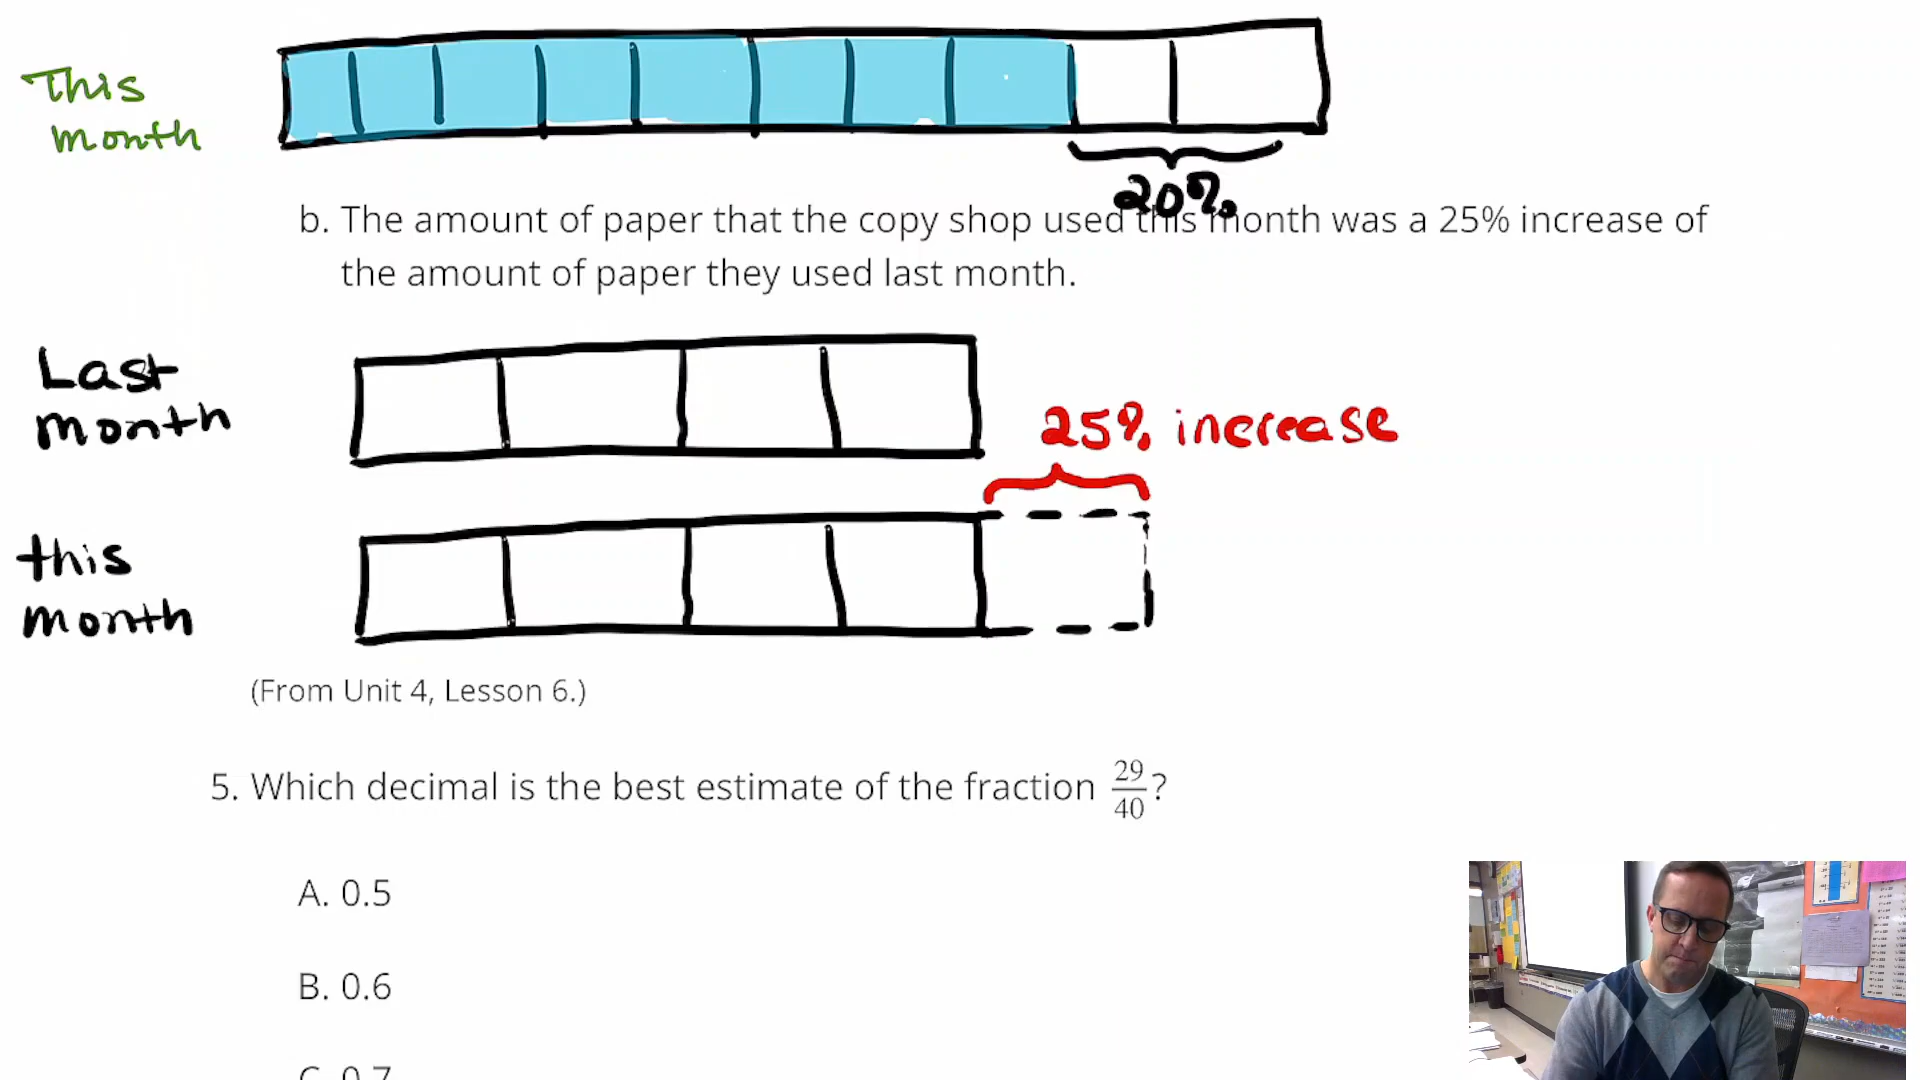 This
month
20%
b. The amount of paper that the copy shop used this month was a 25% increase of
the amount of paper they used last month.
Last
month
25% increase
this
month
(From Unit 4, Lesson 6.)
5. Which decimal is the best estimate of the fraction 29/40?
A. 0.5
B. 0.6
C. 0.7